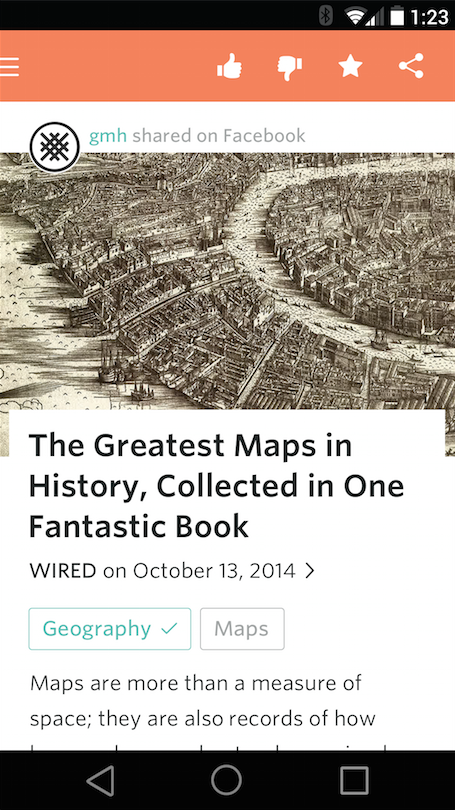 1:23
gmh shared on Facebook
The Greatest Maps in
History, Collected in One
Fantastic Book
WIRED on October 13, 2014
Geography
Maps
Maps are more than a measure of
space; they are also records of how